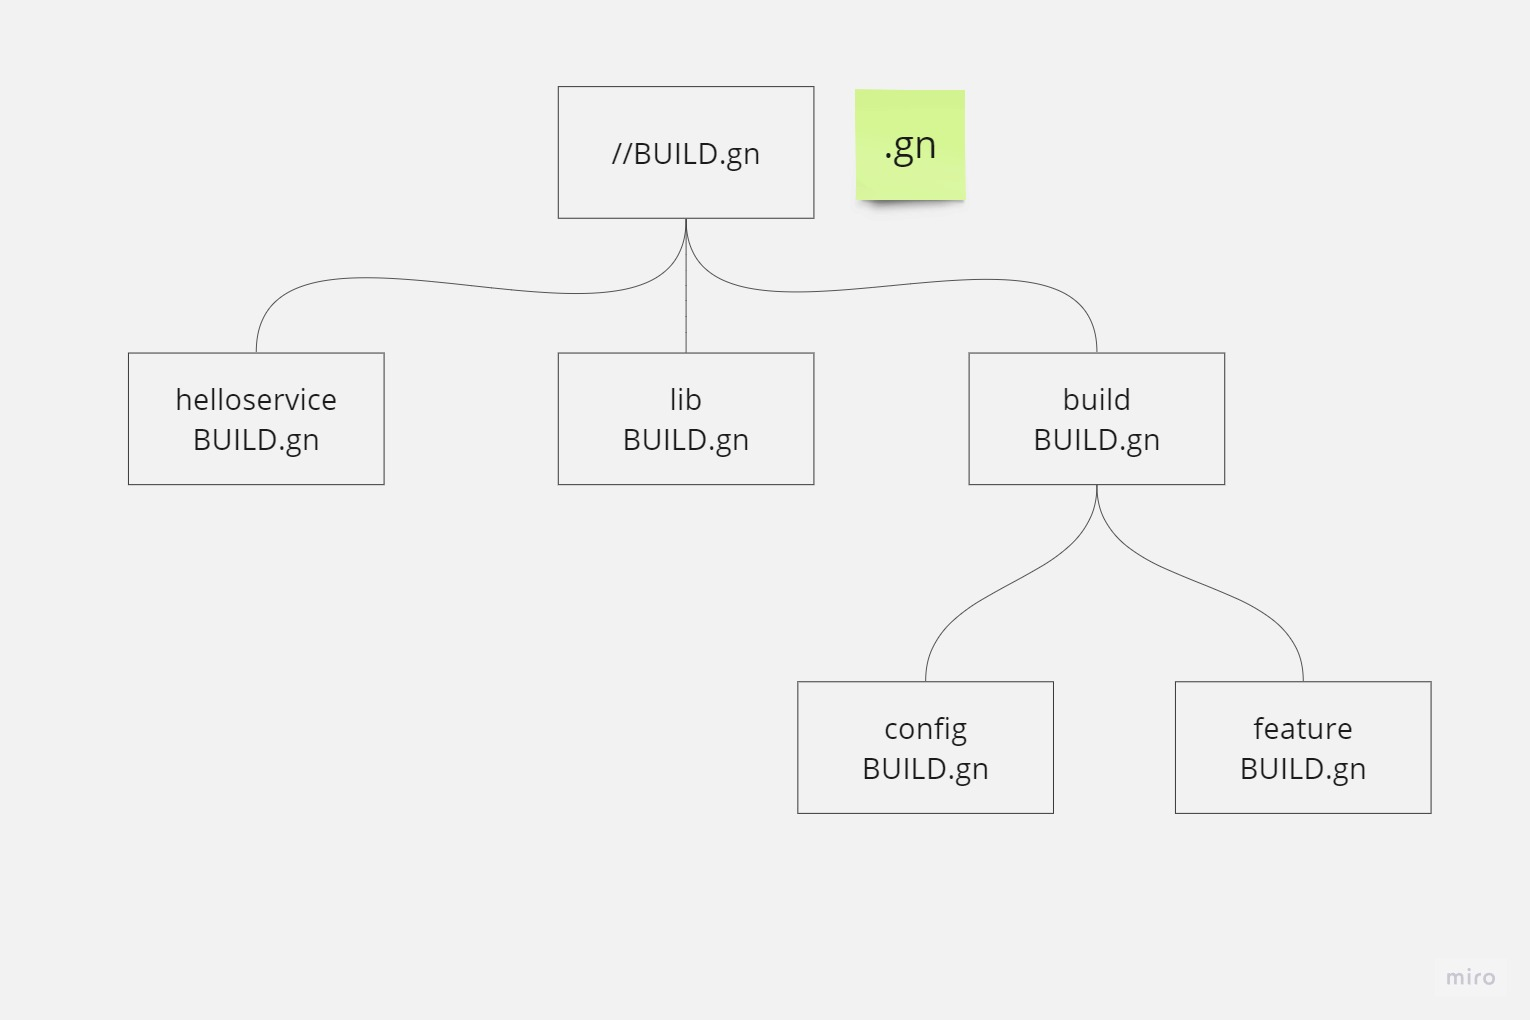 //BUILD.gn
.gn
helloservice
BUILD.gn
lib
BUILD.gn
build
BUILD.gn
config
BUILD.gn
feature
BUILD.gn
miro